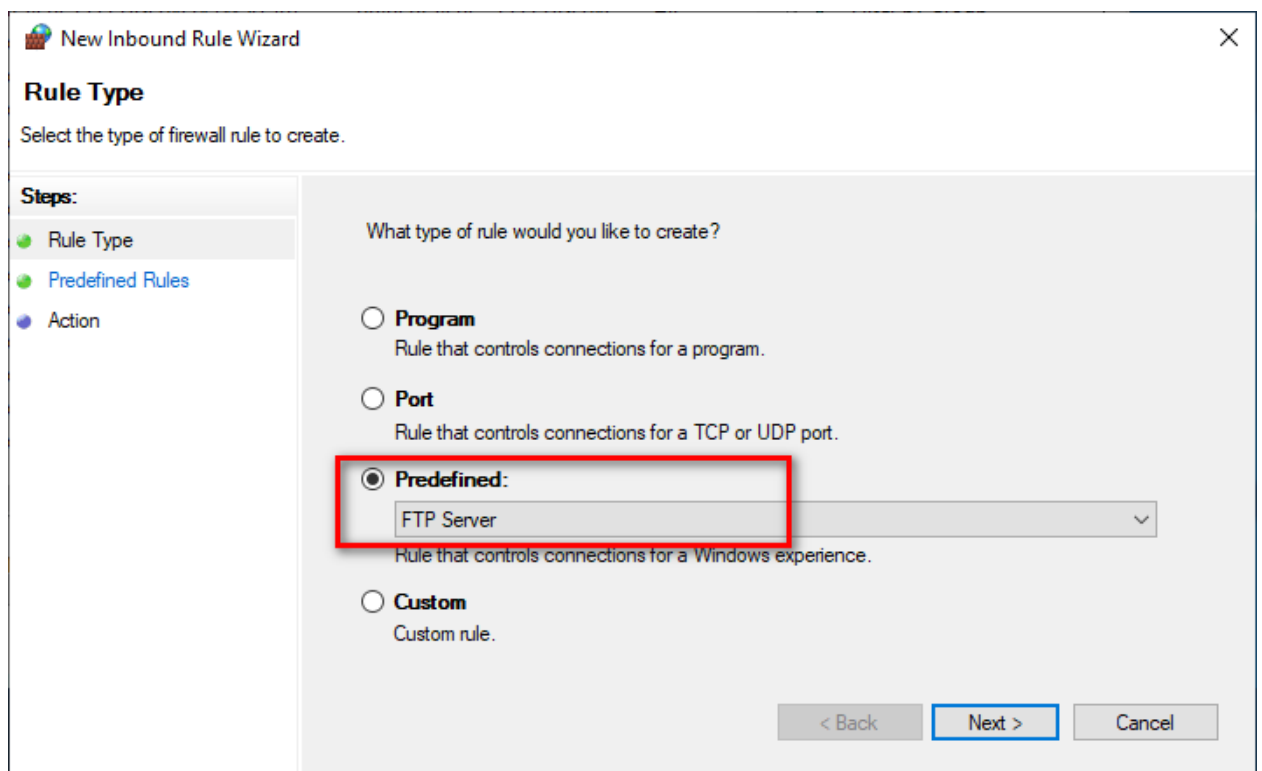 New Inbound Rule Wizard
Rule Type
Select the type of firewall rule to create.
Steps:
Rule Type
Predefined Rules
Action
What type of rule would you like to create?
Program
Rule that controls connections for a program.
Port
Rule that controls connections for a TCP or UDP port.
Predefined:
FTP Server
Rule that controls connections for a Windows experience.
Custom
Custom rule.
< Back
Next >
Cancel